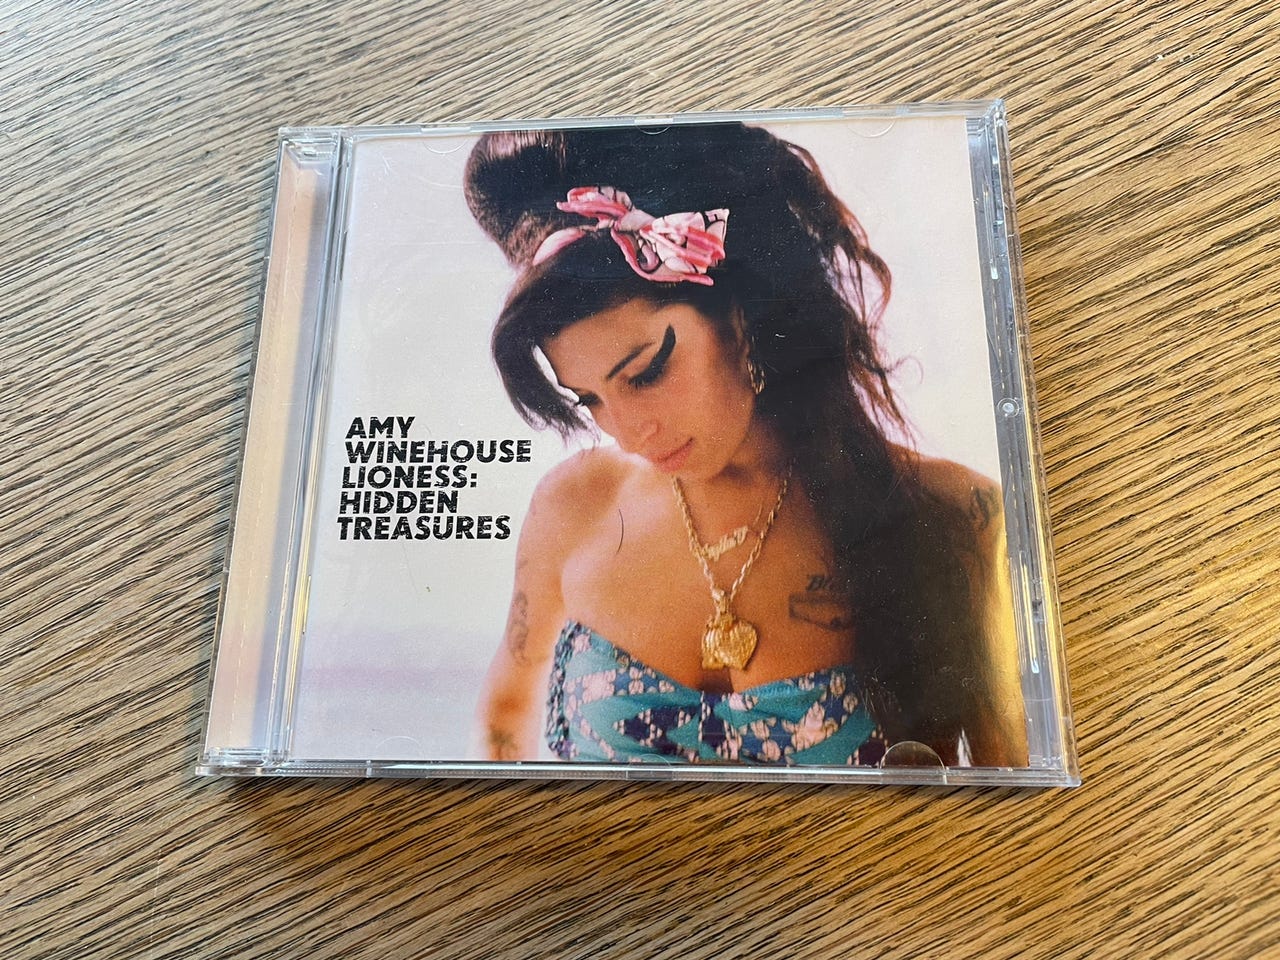 AMY
WINEHOUSE
LIONESS:
HIDDEN
TREASURES